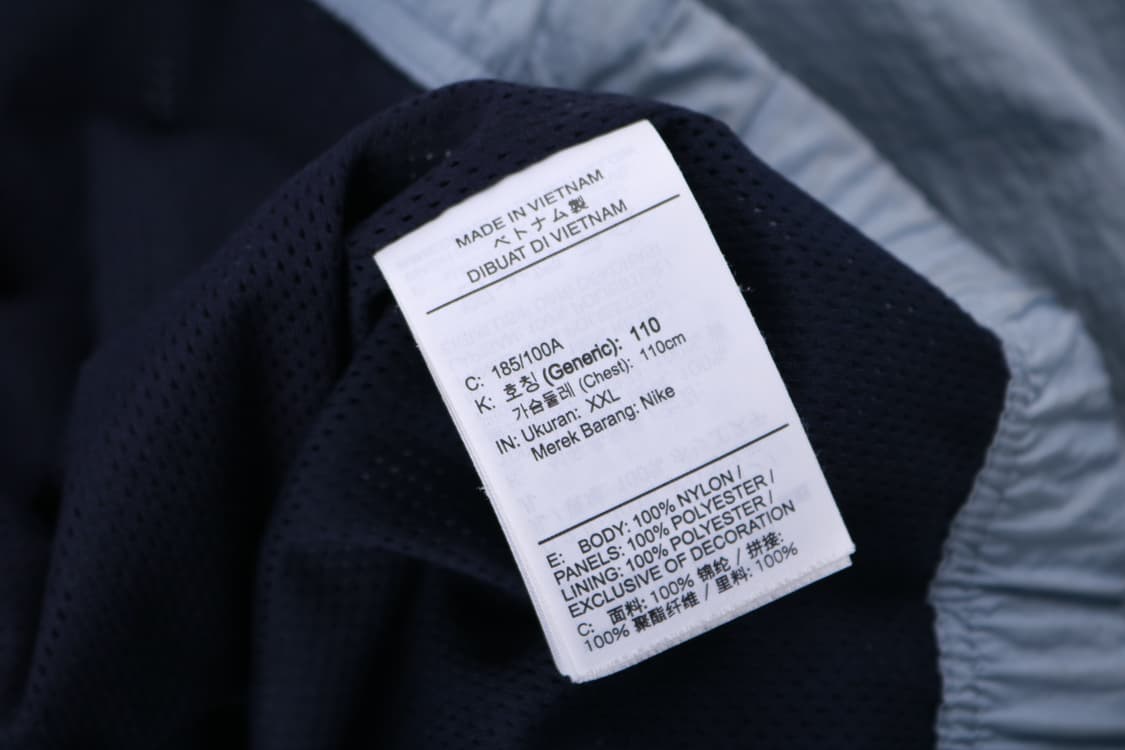 MADE IN VIETNAM
ベトナム製
DIBUAT DI VIETNAM
C: 185/100A
K: 호칭 (Generic): 110
가슴둘레 (Chest): 110cm
IN: Ukuran: XXL
Merek Barang: Nike
E: BODY: 100% NYLON /
PANELS: 100% POLYESTER /
LINING: 100% POLYESTER /
EXCLUSIVE OF DECORATION
C: 面料: 100% 锦纶 / 拼接:
100% 聚酯纤维 / 里料: 100%